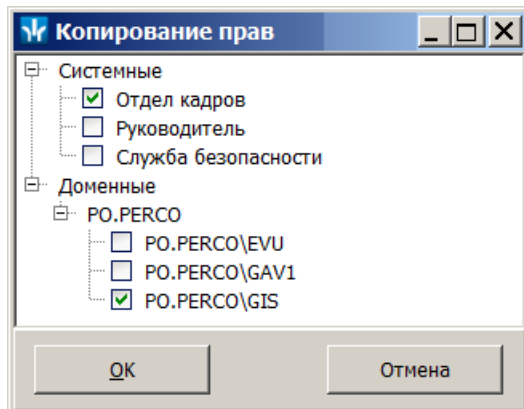 Копирование прав
Системные
Отдел кадров
Руководитель
Служба безопасности
Доменные
PO.PERCO
PO.PERCO\EVU
PO.PERCO\GAV1
PO.PERCO\GIS
OK
Отмена